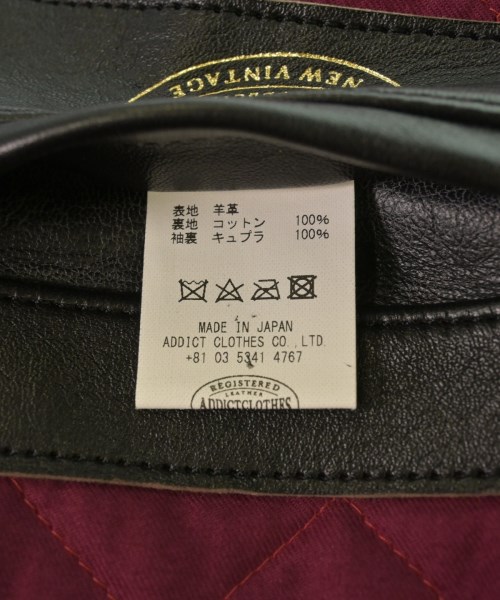 NEW VINTAGE
表地 羊革
裏地 コットン 100%
袖裏 キュプラ 100%
MADE IN JAPAN
ADDICT CLOTHES CO.,LTD.
+81 03 5341 4767
REGISTERED
LEATHER
ADDICTCLOTHES